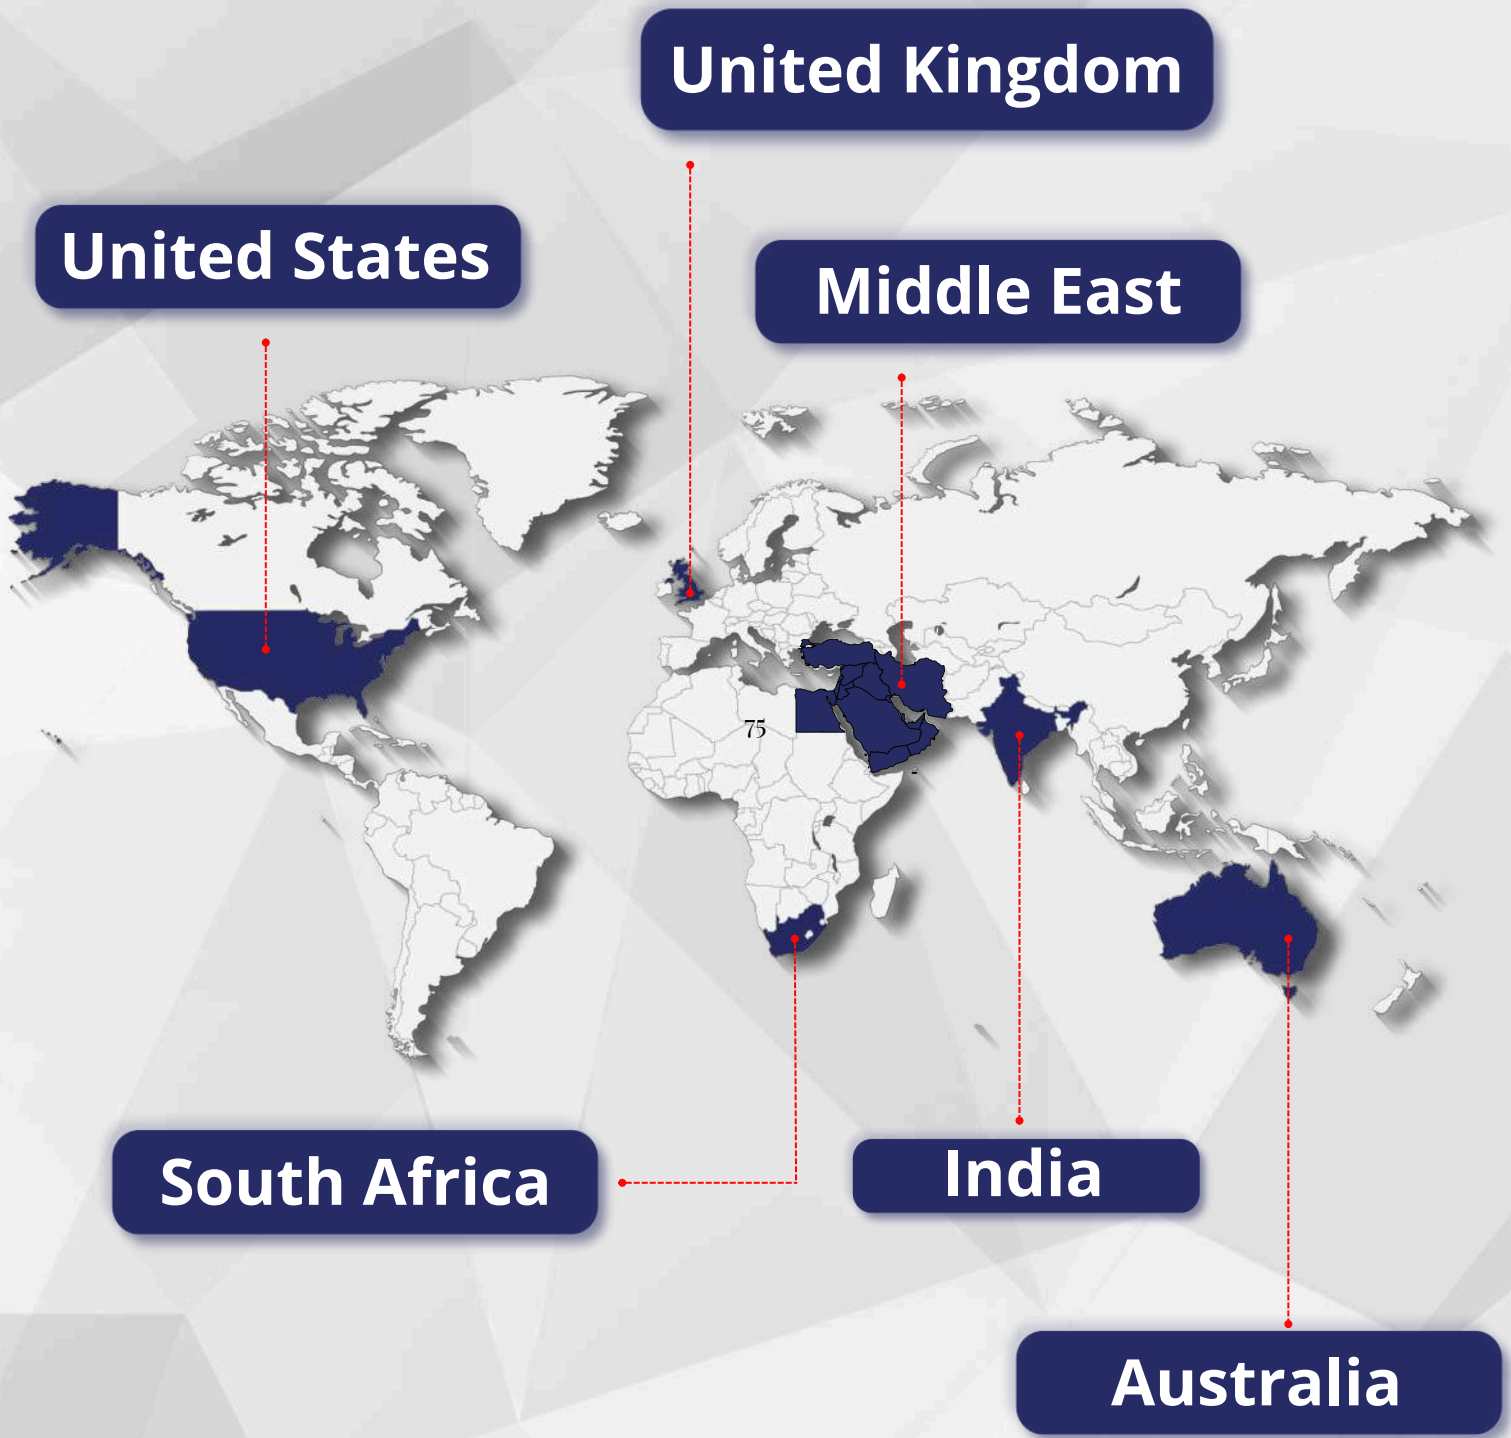 United Kingdom
United States
Middle East
75
South Africa
India
Australia